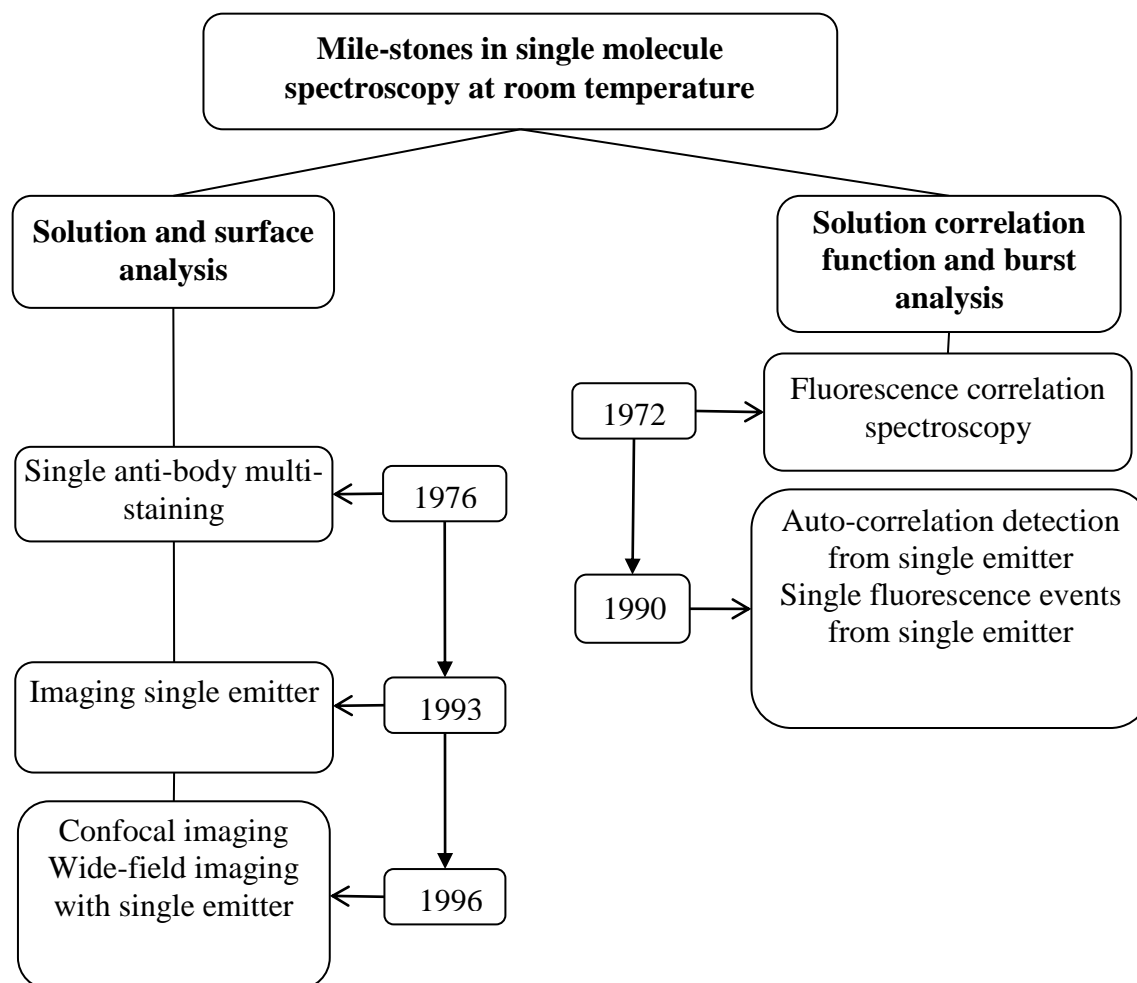 Mile-stones in single molecule
spectroscopy at room temperature
Solution and surface
analysis
Solution correlation
function and burst
analysis
1972
Fluorescence correlation
spectroscopy
Single anti-body multi-
staining
1976
1990
Auto-correlation detection
from single emitter
Single fluorescence events
from single emitter
Imaging single emitter
1993
Confocal imaging
Wide-field imaging
with single emitter
1996